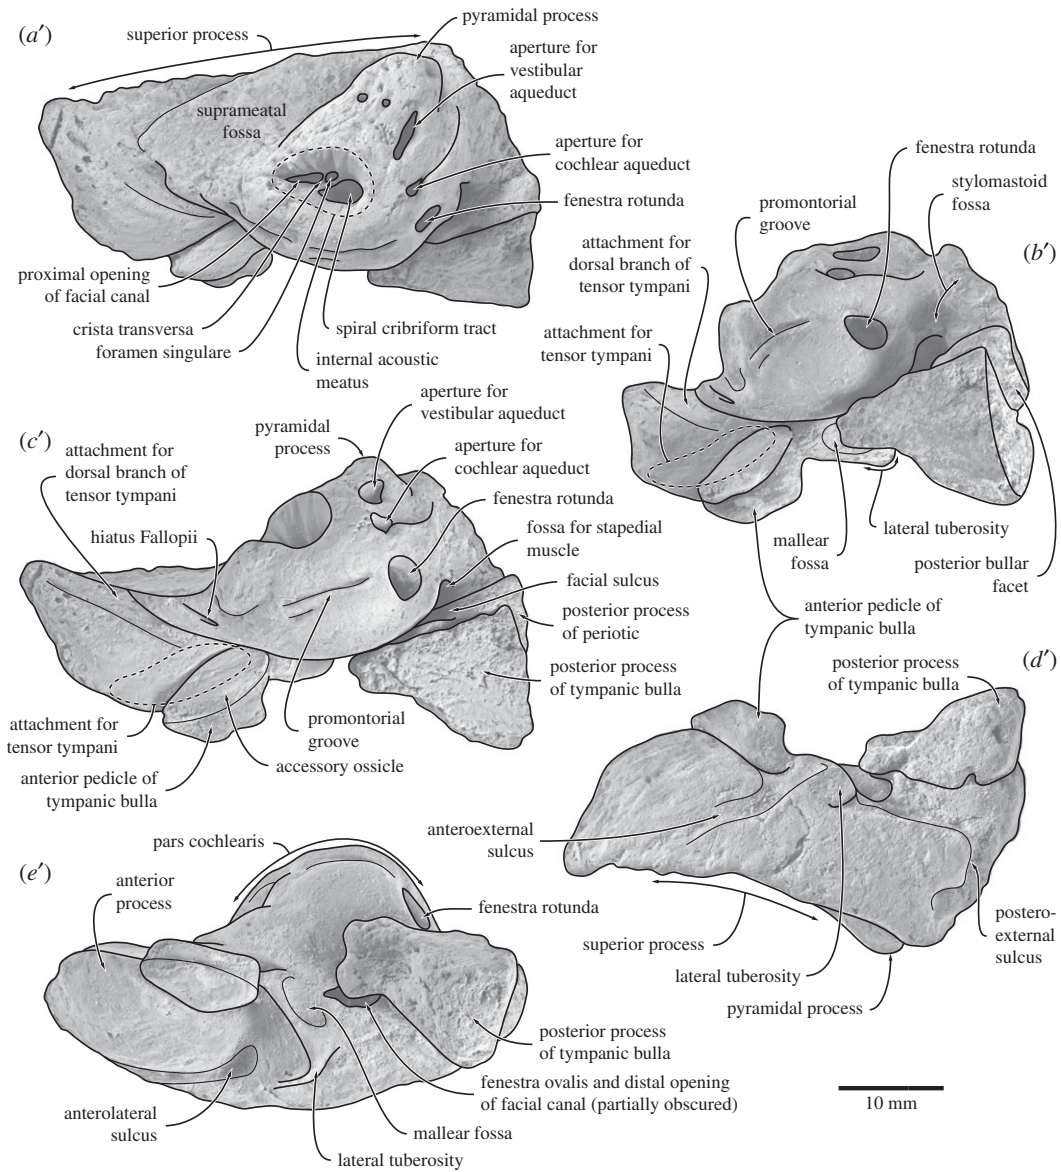 (a′)
superior process
pyramidal process
aperture for
vestibular
aqueduct
suprameatal
fossa
aperture for
cochlear aqueduct
fenestra rotunda
proximal opening
of facial canal
crista transversa
foramen singulare
spiral cribriform tract
internal acoustic
meatus
(b′)
fenestra rotunda
stylomastoid
fossa
promontorial
groove
attachment for
dorsal branch of
tensor tympani
attachment for
tensor tympani
lateral tuberosity
mallear
fossa
posterior bullar
facet
anterior pedicle of
tympanic bulla
(c′)
aperture for
vestibular aqueduct
pyramidal
process
aperture for
cochlear aqueduct
attachment for
dorsal branch of
tensor tympani
fenestra rotunda
hiatus Fallopii
fossa for stapedial
muscle
facial sulcus
posterior process
of periotic
posterior process
of tympanic bulla
attachment for
tensor tympani
promontorial
groove
accessory ossicle
anterior pedicle of
tympanic bulla
(d′)
posterior process
of tympanic bulla
anteroexternal
sulcus
postero-
external
sulcus
superior process
lateral tuberosity
pyramidal process
(e′)
pars cochlearis
anterior
process
fenestra rotunda
posterior process
of tympanic bulla
fenestra ovalis and distal opening
of facial canal (partially obscured)
anterolateral
sulcus
mallear fossa
lateral tuberosity
10 mm